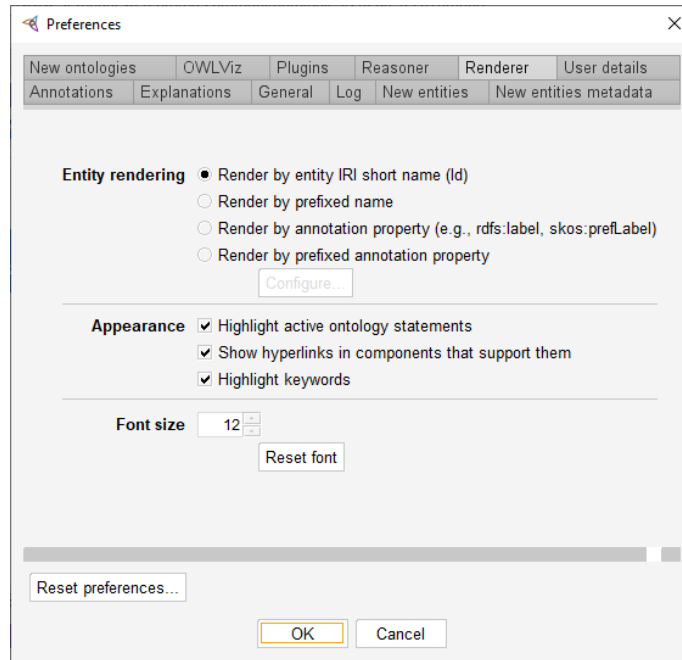 Preferences
New ontologies OWLViz Plugins Reasoner Renderer User details
Annotations Explanations General Log New entities New entities metadata
Entity rendering Render by entity IRI short name (Id)
Render by prefixed name
Render by annotation property (e.g., rdfs:label, skos:prefLabel)
Render by prefixed annotation property
Configure...
Appearance Highlight active ontology statements
Show hyperlinks in components that support them
Highlight keywords
Font size 12
Reset font
Reset preferences...
OK Cancel